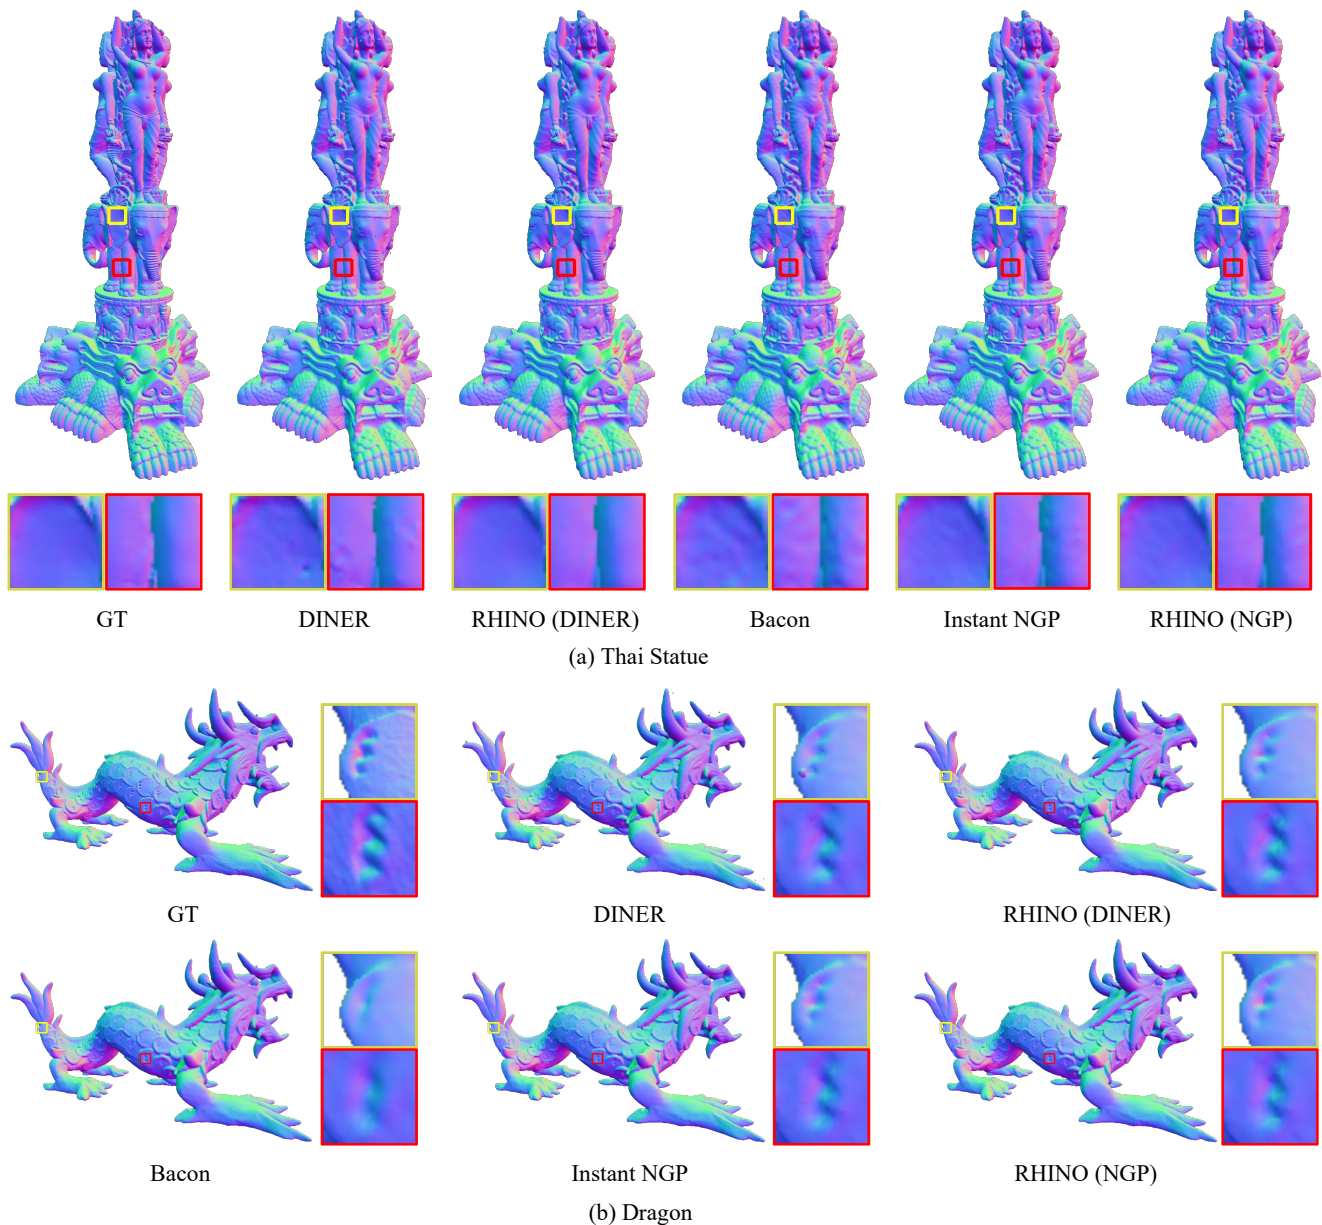 GT DINER RHINO (DINER) Bacon Instant NGP RHINO (NGP)
(a) Thai Statue
GT DINER RHINO (DINER)
Bacon Instant NGP RHINO (NGP)
(b) Dragon